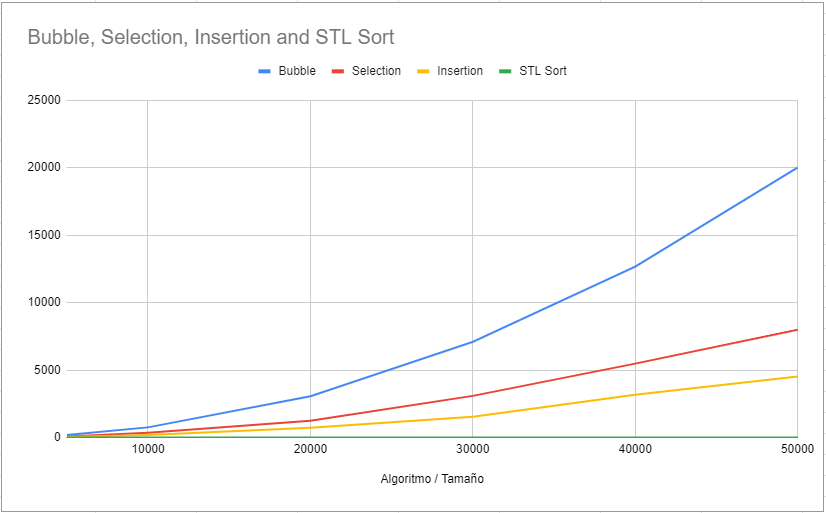 Bubble, Selection, Insertion and STL Sort
Bubble Selection Insertion STL Sort
25000
20000
15000
10000
5000
0
10000 20000 30000 40000 50000
Algoritmo / Tamaño